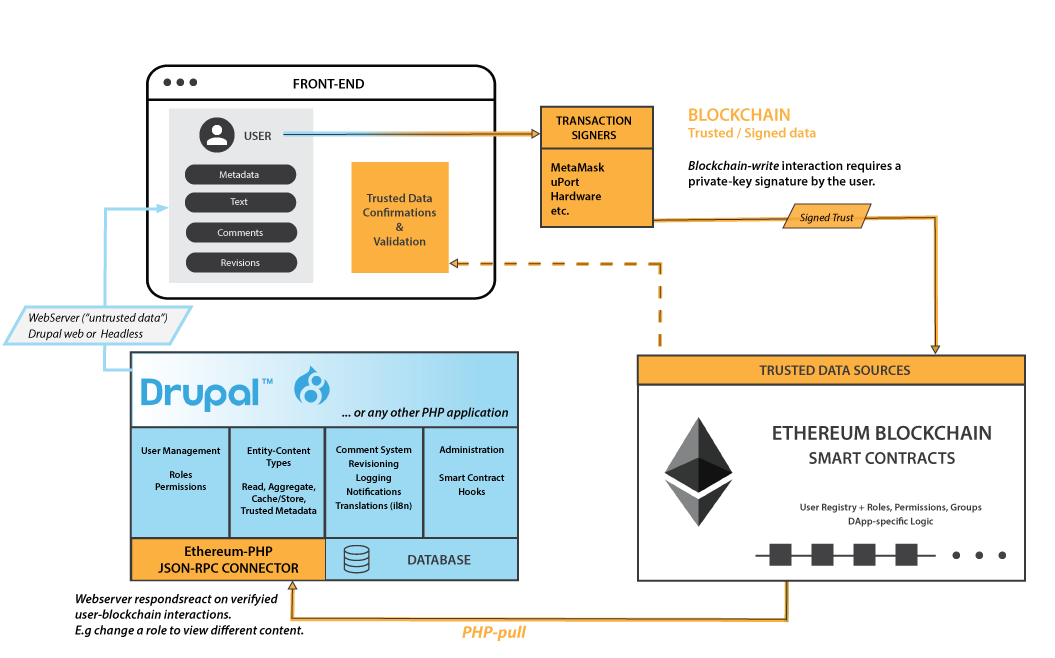 FRONT-END
USER
Metadata
Text
Comments
Revisions
Trusted Data
Confirmations
&
Validation
TRANSACTION
SIGNERS
MetaMask
uPort
Hardware
etc.
BLOCKCHAIN
Trusted / Signed data
Blockchain-write interaction requires a
private-key signature by the user.
Signed Trust
WebServer ("untrusted data")
Drupal web or Headless
Drupal™ 8
... or any other PHP application
User Management
Roles
Permissions
Entity-Content
Types
Read, Aggregate,
Cache/Store,
Trusted Metadata
Comment System
Revisioning
Logging
Notifications
Translations (il8n)
Administration
Smart Contract
Hooks
Ethereum-PHP
JSON-RPC CONNECTOR
DATABASE
TRUSTED DATA SOURCES
ETHEREUM BLOCKCHAIN
SMART CONTRACTS
User Registry + Roles, Permissions, Groups
DApp-specific Logic
Webserver respondsreact on verifyied
user-blockchain interactions.
E.g change a role to view different content.
PHP-pull